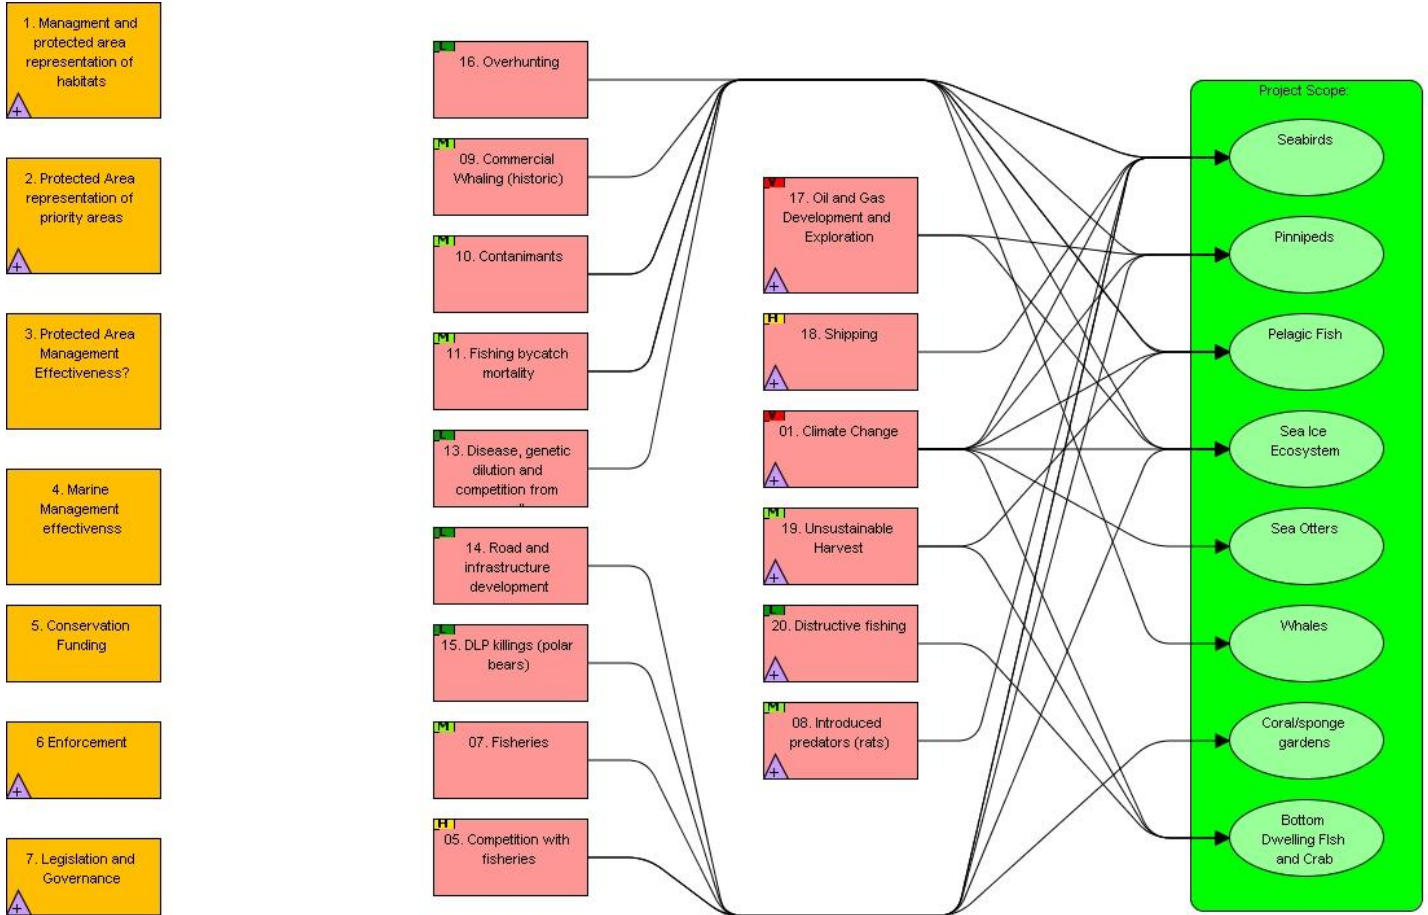 1. Managment and
protected area
representation of
habitats
+
2. Protected Area
representation of
priority areas
+
3. Protected Area
Management
Effectiveness?
4. Marine
Management
effectivenss
5. Conservation
Funding
6 Enforcement
+
7. Legislation and
Governance
+
L
16. Overhunting
M
09. Commercial
Whaling (historic)
M
10. Contanimants
M
11. Fishing bycatch
mortality
L
13. Disease, genetic
dilution and
competition from
L
14. Road and
infrastructure
development
L
15. DLP killings (polar
bears)
M
07. Fisheries
H
05. Competition with
fisheries
V
17. Oil and Gas
Development and
Exploration
+
H
18. Shipping
+
V
01. Climate Change
+
M
19. Unsustainable
Harvest
+
L
20. Distructive fishing
+
M
08. Introduced
predators (rats)
+
Project Scope:
Seabirds
Pinnipeds
Pelagic Fish
Sea Ice
Ecosystem
Sea Otters
Whales
Coral/sponge
gardens
Bottom
Dwelling FIsh
and Crab